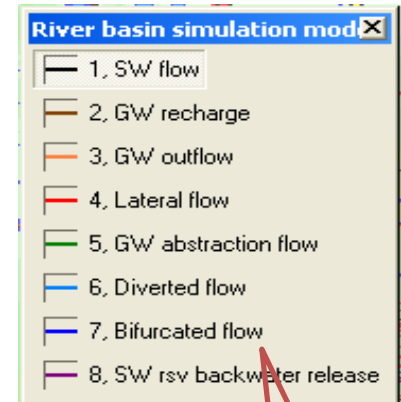 River basin simulation mod
1, SW flow
2, GW recharge
3, GW outflow
4, Lateral flow
5, GW abstraction flow
6, Diverted flow
7, Bifurcated flow
8, SW rsv backwater release